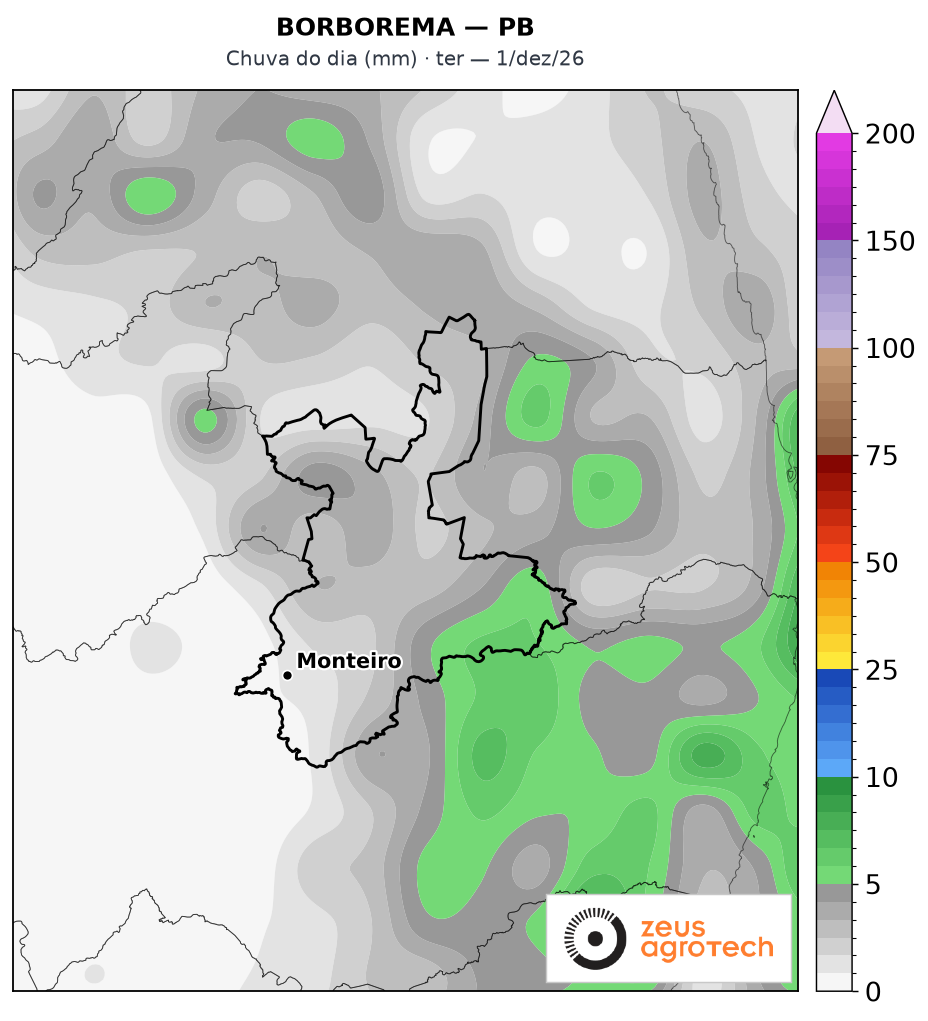 BORBOREMA — PB
Chuva do dia (mm) · ter — 1/dez/26
200
150
100
75
50
25
10
5
0
Monteiro
zeus
agrotech